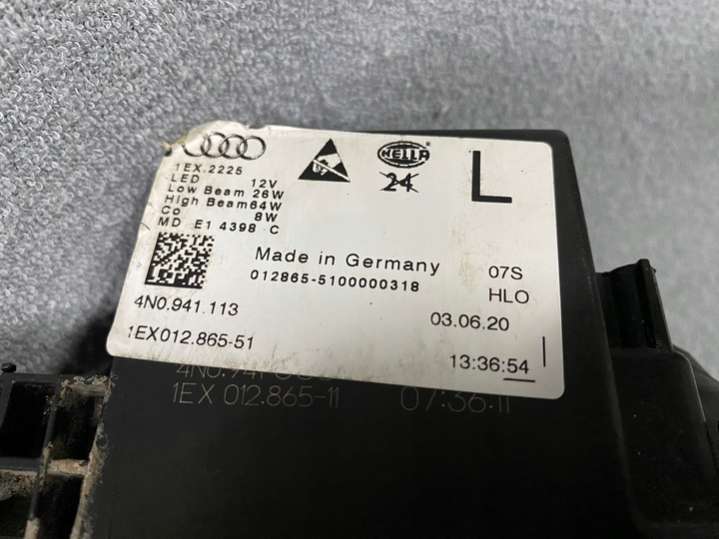 1EX.2225
LED 12V
Low Beam 26W
High Beam64W
Co 8W
MD E1 4398 C
HELLA
24
L
Made in Germany
012865-5100000318
07S
HLO
4N0.941.113
03.06.20
1EX012.865-51
13:36:54
1EX 012.865-11 07:36:11